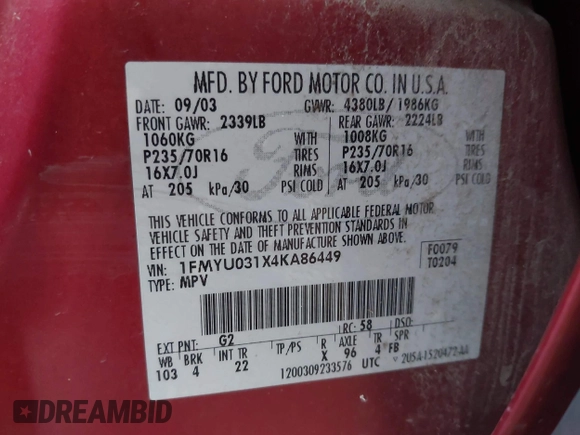 MFD. BY FORD MOTOR CO. IN U.S.A.
DATE: 09/03 GVWR: 4380LB/ 1986KG
FRONT GAWR: 2339LB REAR GAWR: 2224LB
1060KG WITH 1008KG WITH
P235/70R16 TIRES P235/70R16 TIRES
16X7.0J RIMS 16X7.0J RIMS
AT 205 kPa/30 PSI COLD AT 205 kPa/30 PSI COLD
Ford
THIS VEHICLE CONFORMS TO ALL APPLICABLE FEDERAL MOTOR
VEHICLE SAFETY AND THEFT PREVENTION STANDARDS IN
EFFECT ON THE DATE OF MANUFACTURE SHOWN ABOVE.
VIN: 1FMYU031X4KA86449 F0079
TYPE: MPV T0204
EXT PNT: G2 RC: 58 DSO:
WB BRK INT TR TP/PS R AXLE TR SPR
103 4 22 X 96 4 FB
1200309233576 UTC
DREAMBID